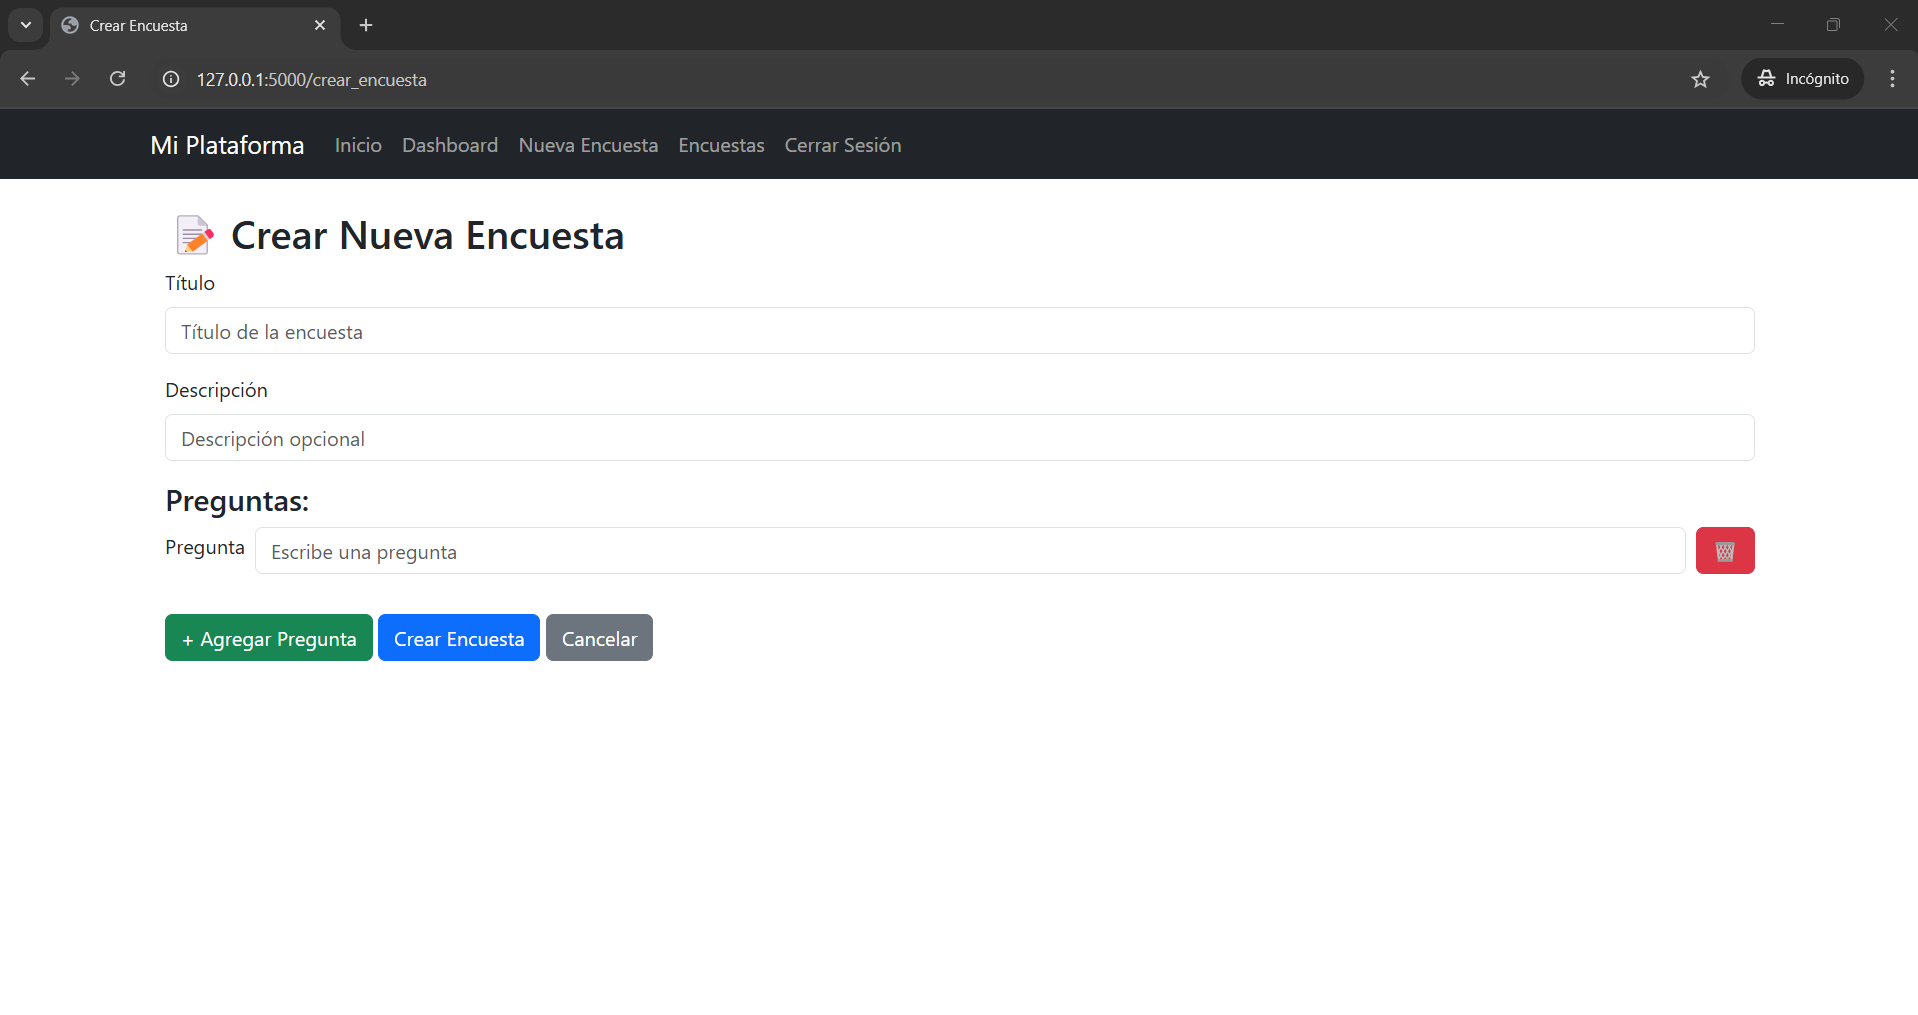 Crear Encuesta
127.0.0.1:5000/crear_encuesta
Incógnito
Mi Plataforma Inicio Dashboard Nueva Encuesta Encuestas Cerrar Sesión
Crear Nueva Encuesta
Título
Título de la encuesta
Descripción
Descripción opcional
Preguntas:
Pregunta Escribe una pregunta
+ Agregar Pregunta Crear Encuesta Cancelar